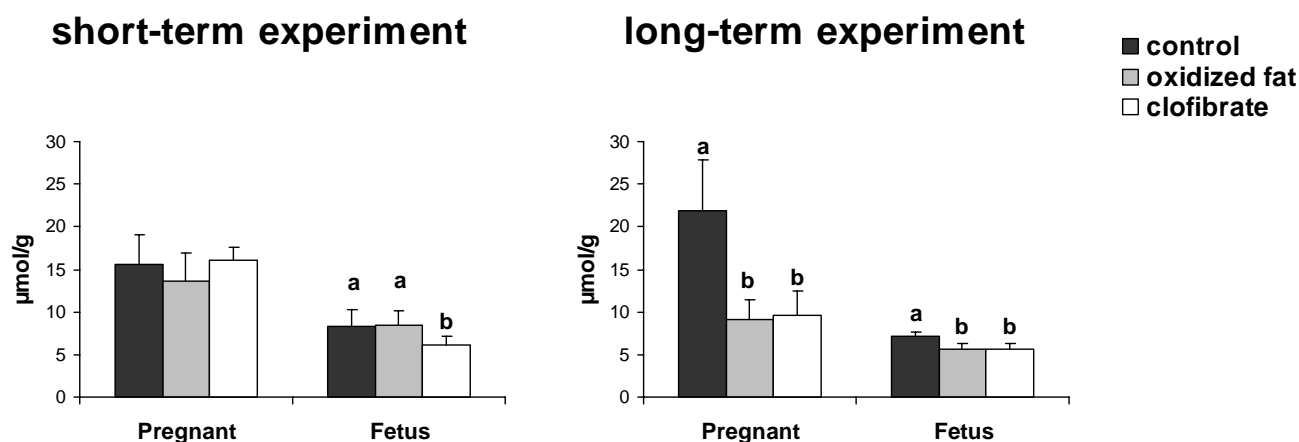 short-term experiment
long-term experiment
control
oxidized fat
clofibrate
µmol/g
30
25
20
15
10
5
0
a
a
b
Pregnant
Fetus
µmol/g
30
25
20
15
10
5
0
a
b
b
a
b
b
Pregnant
Fetus